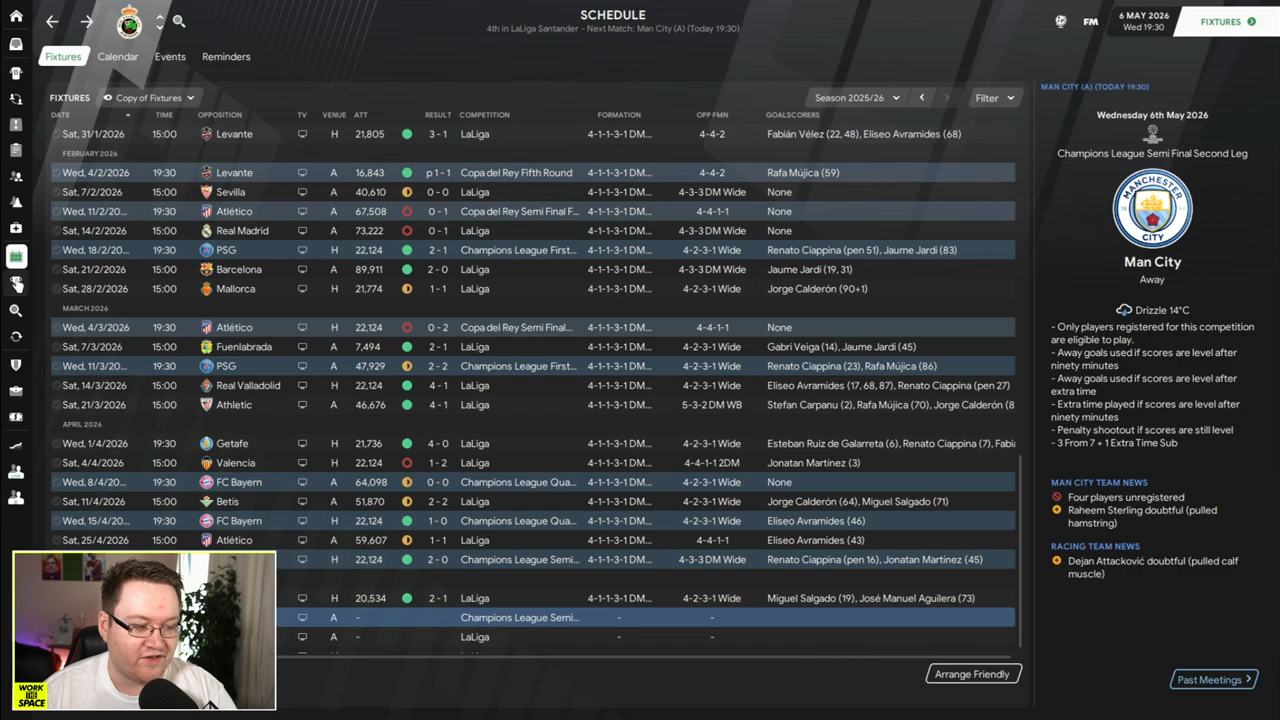 SCHEDULE
4th in LaLiga Santander - Next Match: Man City (A) (Today 19:30)
FM
6 MAY 2026
Wed 19:30
FIXTURES
Fixtures
Calendar
Events
Reminders
FIXTURES
Copy of Fixtures
Season 2025/26
Filter
DATE TIME OPPOSITION TV VENUE ATT RESULT COMPETITION FORMATION OPP FMN GOALSCORERS
Sat, 31/1/2026 15:00 Levante H 21,805 3 - 1 LaLiga 4-1-1-3-1 DM... 4-4-2 Fabián Vélez (22, 48), Eliseo Avramides (68)
FEBRUARY 2026
Wed, 4/2/2026 19:30 Levante A 16,843 p 1 - 1 Copa del Rey Fifth Round 4-1-1-3-1 DM... 4-4-2 Rafa Mújica (59)
Sat, 7/2/2026 15:00 Sevilla A 40,610 0 - 0 LaLiga 4-1-1-3-1 DM... 4-3-3 DM Wide None
Wed, 11/2/20... 19:30 Atlético A 67,508 0 - 1 Copa del Rey Semi Final F... 4-1-1-3-1 DM... 4-4-1-1 None
Sat, 14/2/2026 15:00 Real Madrid A 73,222 0 - 1 LaLiga 4-1-1-3-1 DM... 4-2-3-1 Wide None
Wed, 18/2/20... 19:30 PSG H 22,124 2 - 1 Champions League First... 4-1-1-3-1 DM... 4-2-3-1 Wide Renato Ciappina (pen 51), Jaume Jardí (83)
Sat, 21/2/2026 15:00 Barcelona A 89,911 2 - 0 LaLiga 4-1-1-3-1 DM... 4-3-3 DM Wide Jaume Jardí (19, 31)
Sat, 28/2/2026 15:00 Mallorca H 21,774 1 - 1 LaLiga 4-1-1-3-1 DM... 4-2-3-1 Wide Jorge Calderón (90+1)
MARCH 2026
Wed, 4/3/2026 19:30 Atlético H 22,124 0 - 2 Copa del Rey Semi Final... 4-1-1-3-1 DM... 4-4-1-1 None
Sat, 7/3/2026 15:00 Fuenlabrada A 7,494 2 - 1 LaLiga 4-1-1-3-1 DM... 4-2-3-1 Wide Gabri Veiga (14), Jaume Jardí (45)
Wed, 11/3/20... 19:30 PSG A 47,929 2 - 2 Champions League First... 4-1-1-3-1 DM... 4-2-3-1 Wide Renato Ciappina (23), Rafa Mújica (86)
Sat, 14/3/2026 15:00 Real Valladolid H 22,124 4 - 1 LaLiga 4-1-1-3-1 DM... 4-2-3-1 Wide Eliseo Avramides (17, 68, 87), Renato Ciappina (pen 27)
Sat, 21/3/2026 15:00 Athletic A 46,676 4 - 1 LaLiga 4-1-1-3-1 DM... 5-3-2 DM WB Stefan Carpanu (2), Rafa Mújica (70), Jorge Calderón (8
APRIL 2026
Wed, 1/4/2026 19:30 Getafe H 21,736 4 - 0 LaLiga 4-1-1-3-1 DM... 4-2-3-1 Wide Esteban Ruiz de Galarreta (6), Renato Ciappina (7), Fabiá
Sat, 4/4/2026 15:00 Valencia H 22,124 1 - 2 LaLiga 4-1-1-3-1 DM... 4-4-1-1 2DM Jonatan Martínez (3)
Wed, 8/4/20... 19:30 FC Bayern A 64,098 0 - 0 Champions League Qua... 4-1-1-3-1 DM... 4-2-3-1 Wide None
Sat, 11/4/2026 15:00 Betis A 51,870 2 - 2 LaLiga 4-1-1-3-1 DM... 4-2-3-1 Wide Jorge Calderón (64), Miguel Salgado (71)
Wed, 15/4/20... 19:30 FC Bayern H 22,124 1 - 0 Champions League Qua... 4-1-1-3-1 DM... 4-2-3-1 Wide Eliseo Avramides (46)
Sat, 25/4/2026 15:00 Atlético A 59,607 1 - 1 LaLiga 4-1-1-3-1 DM... 4-4-1-1 Eliseo Avramides (43)
H 22,124 2 - 0 Champions League Semi... 4-1-1-3-1 DM... 4-3-3 DM Wide Renato Ciappina (pen 16), Jonatan Martínez (45)
H 20,534 2 - 1 LaLiga 4-1-1-3-1 DM... 4-2-3-1 Wide Miguel Salgado (19), José Manuel Aguilera (73)
A - Champions League Semi... - -
A - LaLiga - -
Arrange Friendly
MAN CITY (A) (TODAY 19:30)
Wednesday 6th May 2026
Champions League Semi Final Second Leg
MANCHESTER
18 94
CITY
Man City
Away
Drizzle 14°C
- Only players registered for this competition
are eligible to play.
- Away goals used if scores are level after
ninety minutes
- Away goals used if scores are level after
extra time
- Extra time played if scores are level after
ninety minutes
- Penalty shootout if scores are still level
- 3 From 7 + 1 Extra Time Sub
MAN CITY TEAM NEWS
Four players unregistered
Raheem Sterling doubtful (pulled
hamstring)
RACING TEAM NEWS
Dejan Attacković doubtful (pulled calf
muscle)
Past Meetings
WORK
THE
SPACE